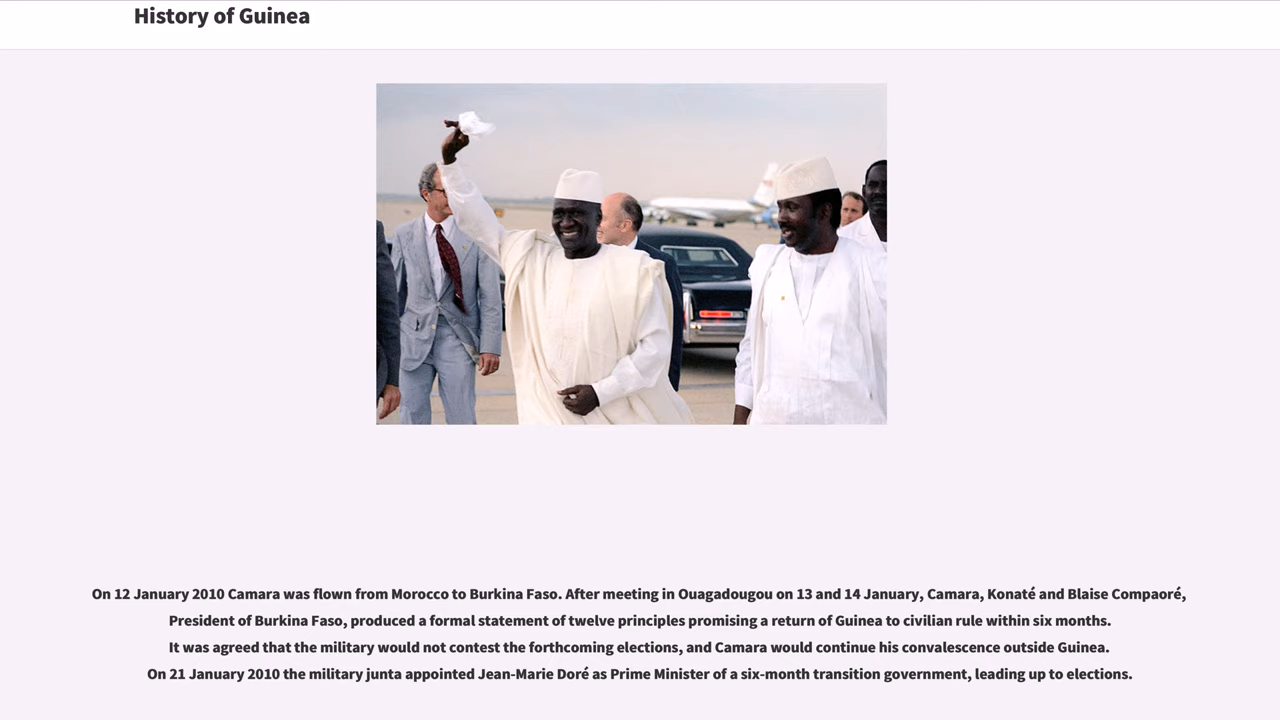 History of Guinea
On 12 January 2010 Camara was flown from Morocco to Burkina Faso. After meeting in Ouagadougou on 13 and 14 January, Camara, Konaté and Blaise Compaoré,
President of Burkina Faso, produced a formal statement of twelve principles promising a return of Guinea to civilian rule within six months.
It was agreed that the military would not contest the forthcoming elections, and Camara would continue his convalescence outside Guinea.
On 21 January 2010 the military junta appointed Jean-Marie Doré as Prime Minister of a six-month transition government, leading up to elections.